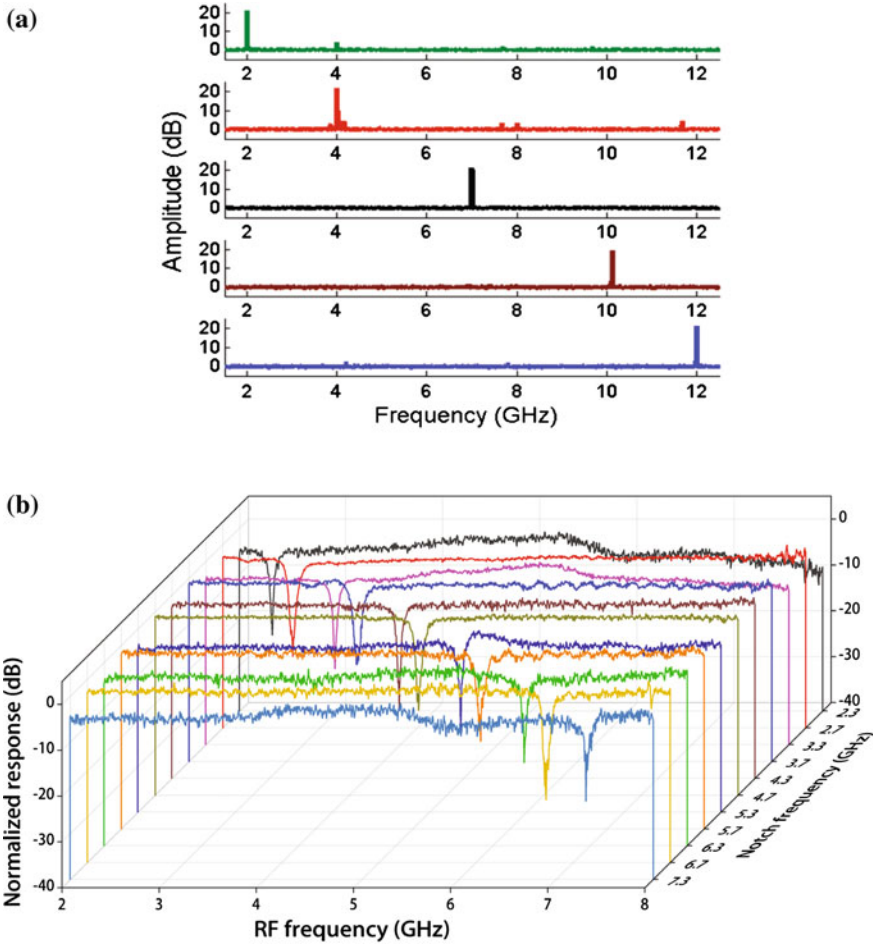 (a)
20
10
0
2 4 6 8 10 12
20
10
0
2 4 6 8 10 12
20
10
0
2 4 6 8 10 12
20
10
0
2 4 6 8 10 12
20
10
0
2 4 6 8 10 12
Amplitude (dB)
Frequency (GHz)
(b)
0
-10
-20
-30
-40
0
-10
-20
-30
-40
Normalized response (dB)
2 3 4 5 6 7 8
RF frequency (GHz)
2.3
2.7
3.3
3.7
4.3
4.7
5.3
5.7
6.3
6.7
7.3
Notch frequency (GHz)